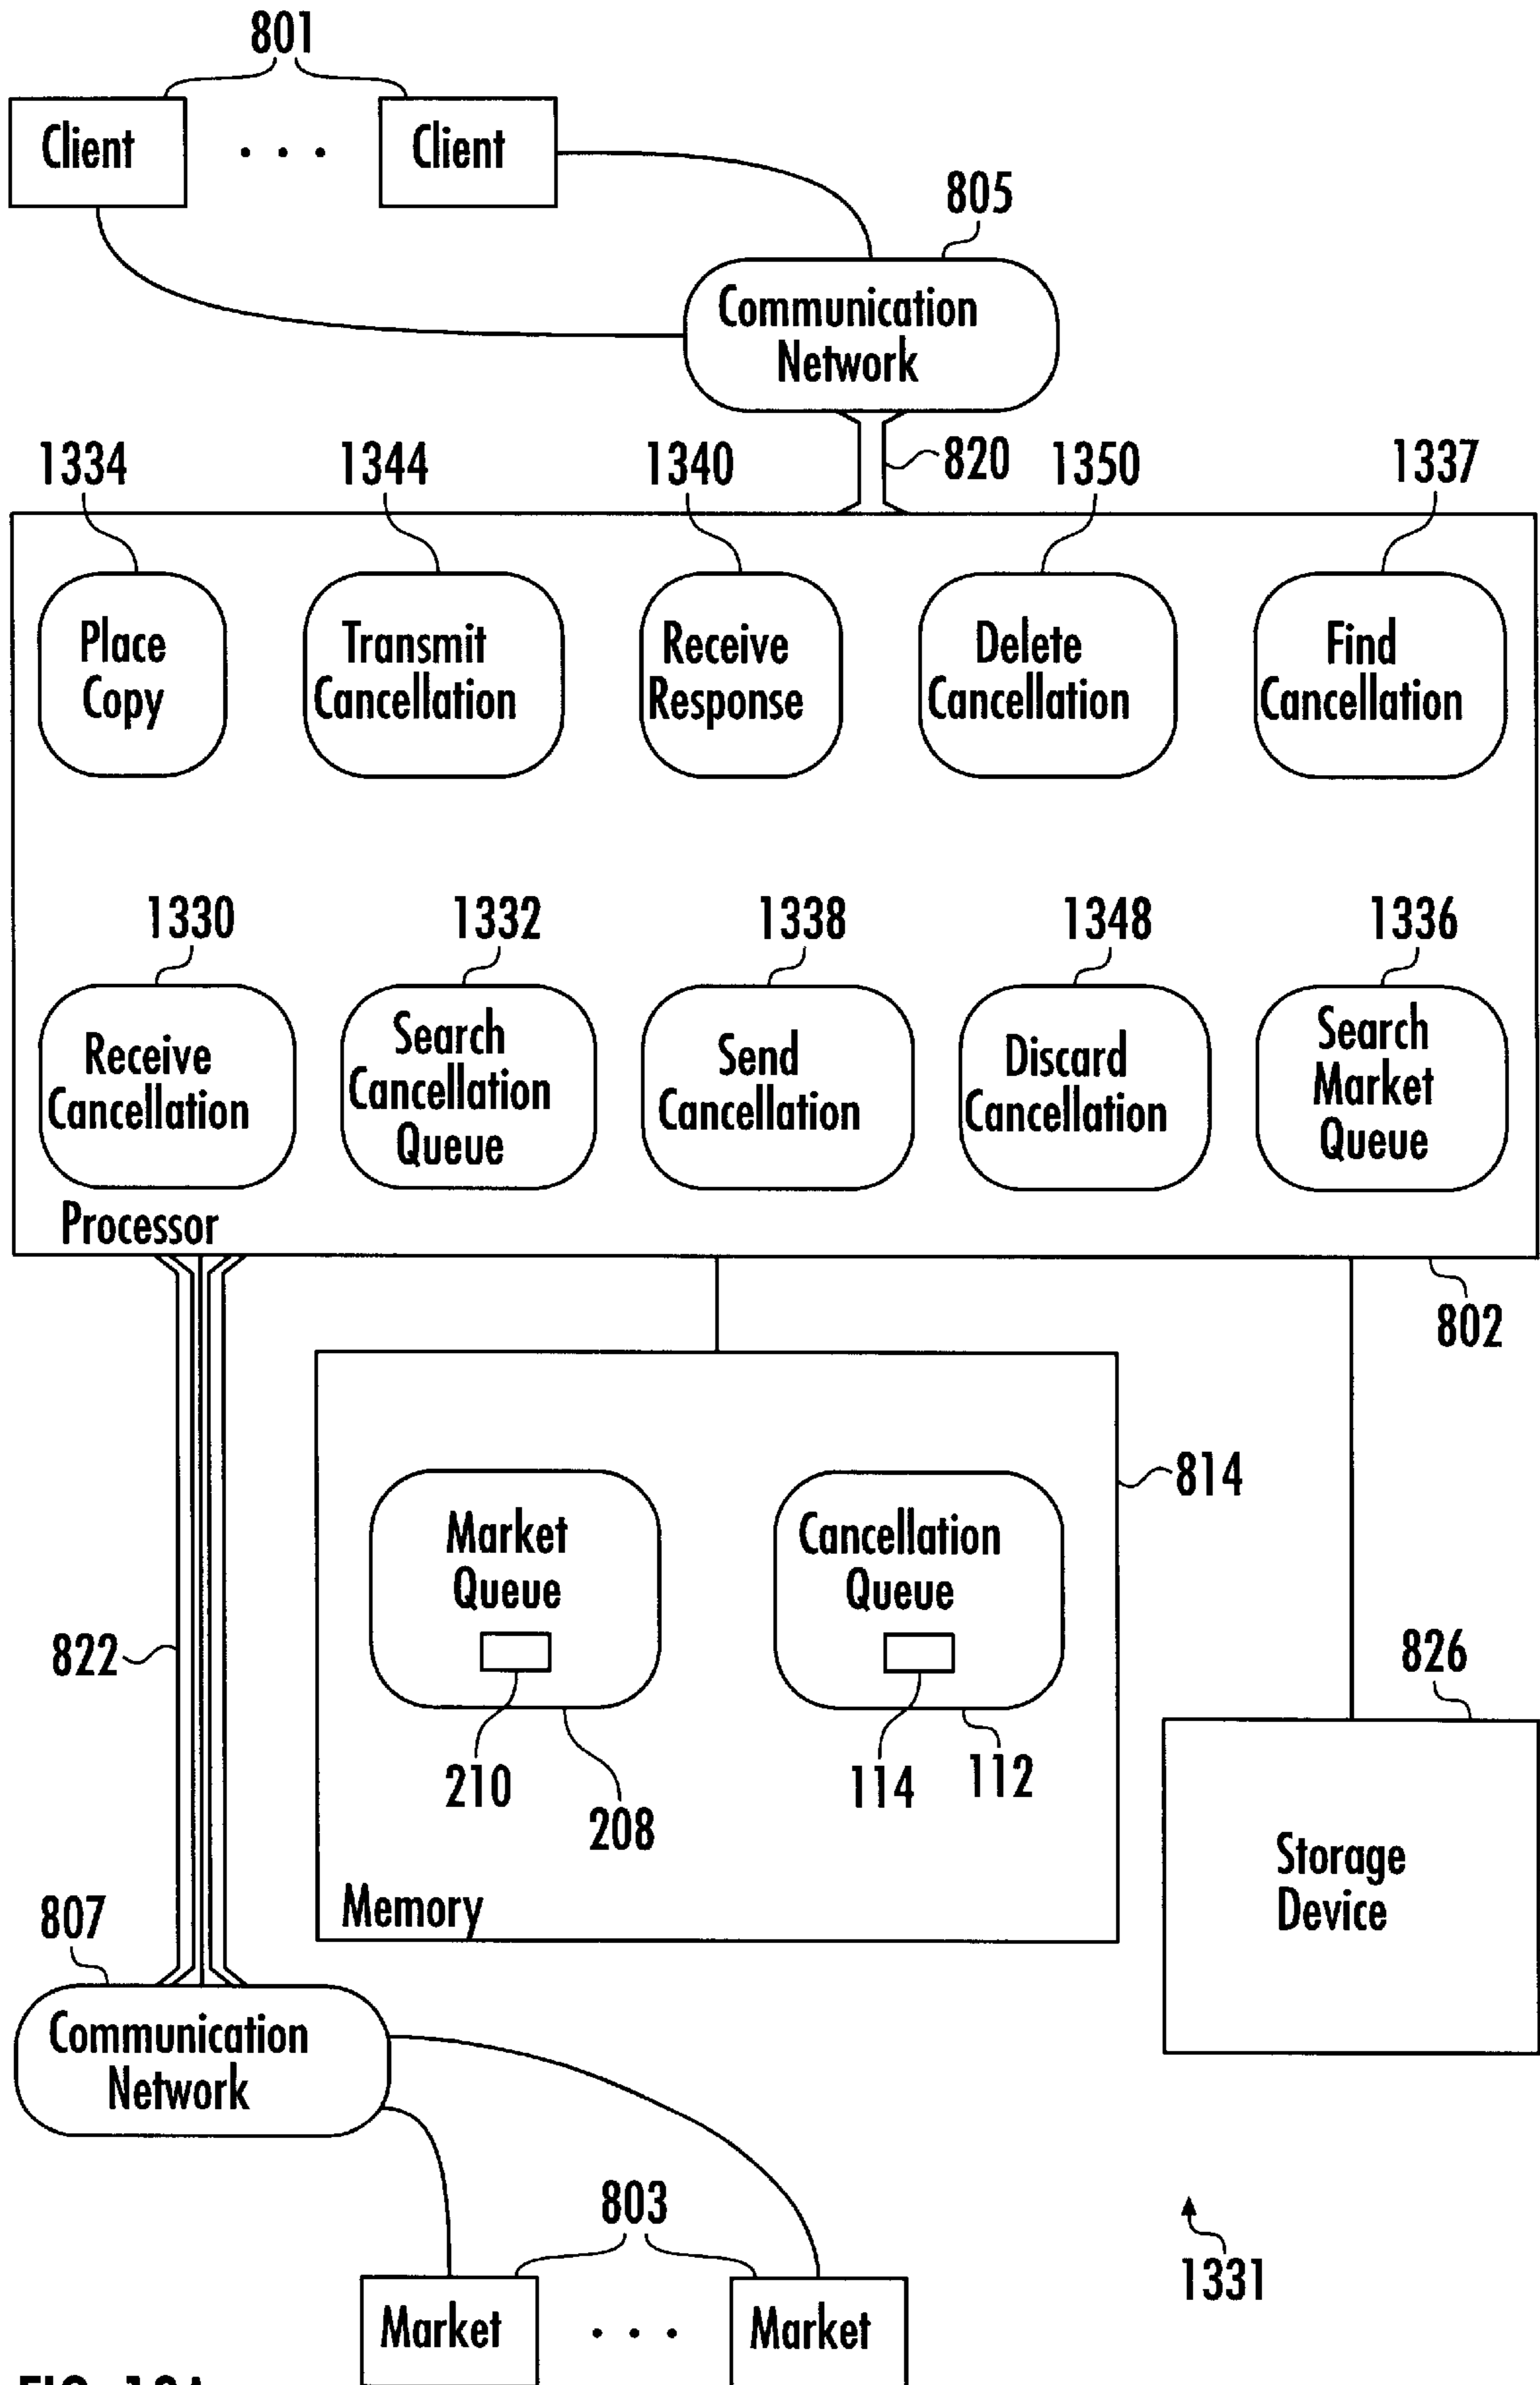 801
Client
. . .
Client
805
Communication
Network
820
1334
1344
1340
1350
1337
Place
Copy
Transmit
Cancellation
Receive
Response
Delete
Cancellation
Find
Cancellation
1330
1332
1338
1348
1336
Receive
Cancellation
Search
Cancellation
Queue
Send
Cancellation
Discard
Cancellation
Search
Market
Queue
Processor
802
814
Market
Queue
Cancellation
Queue
822
826
210
208
114
112
Storage
Device
Memory
807
Communication
Network
803
1331
Market
. . .
Market